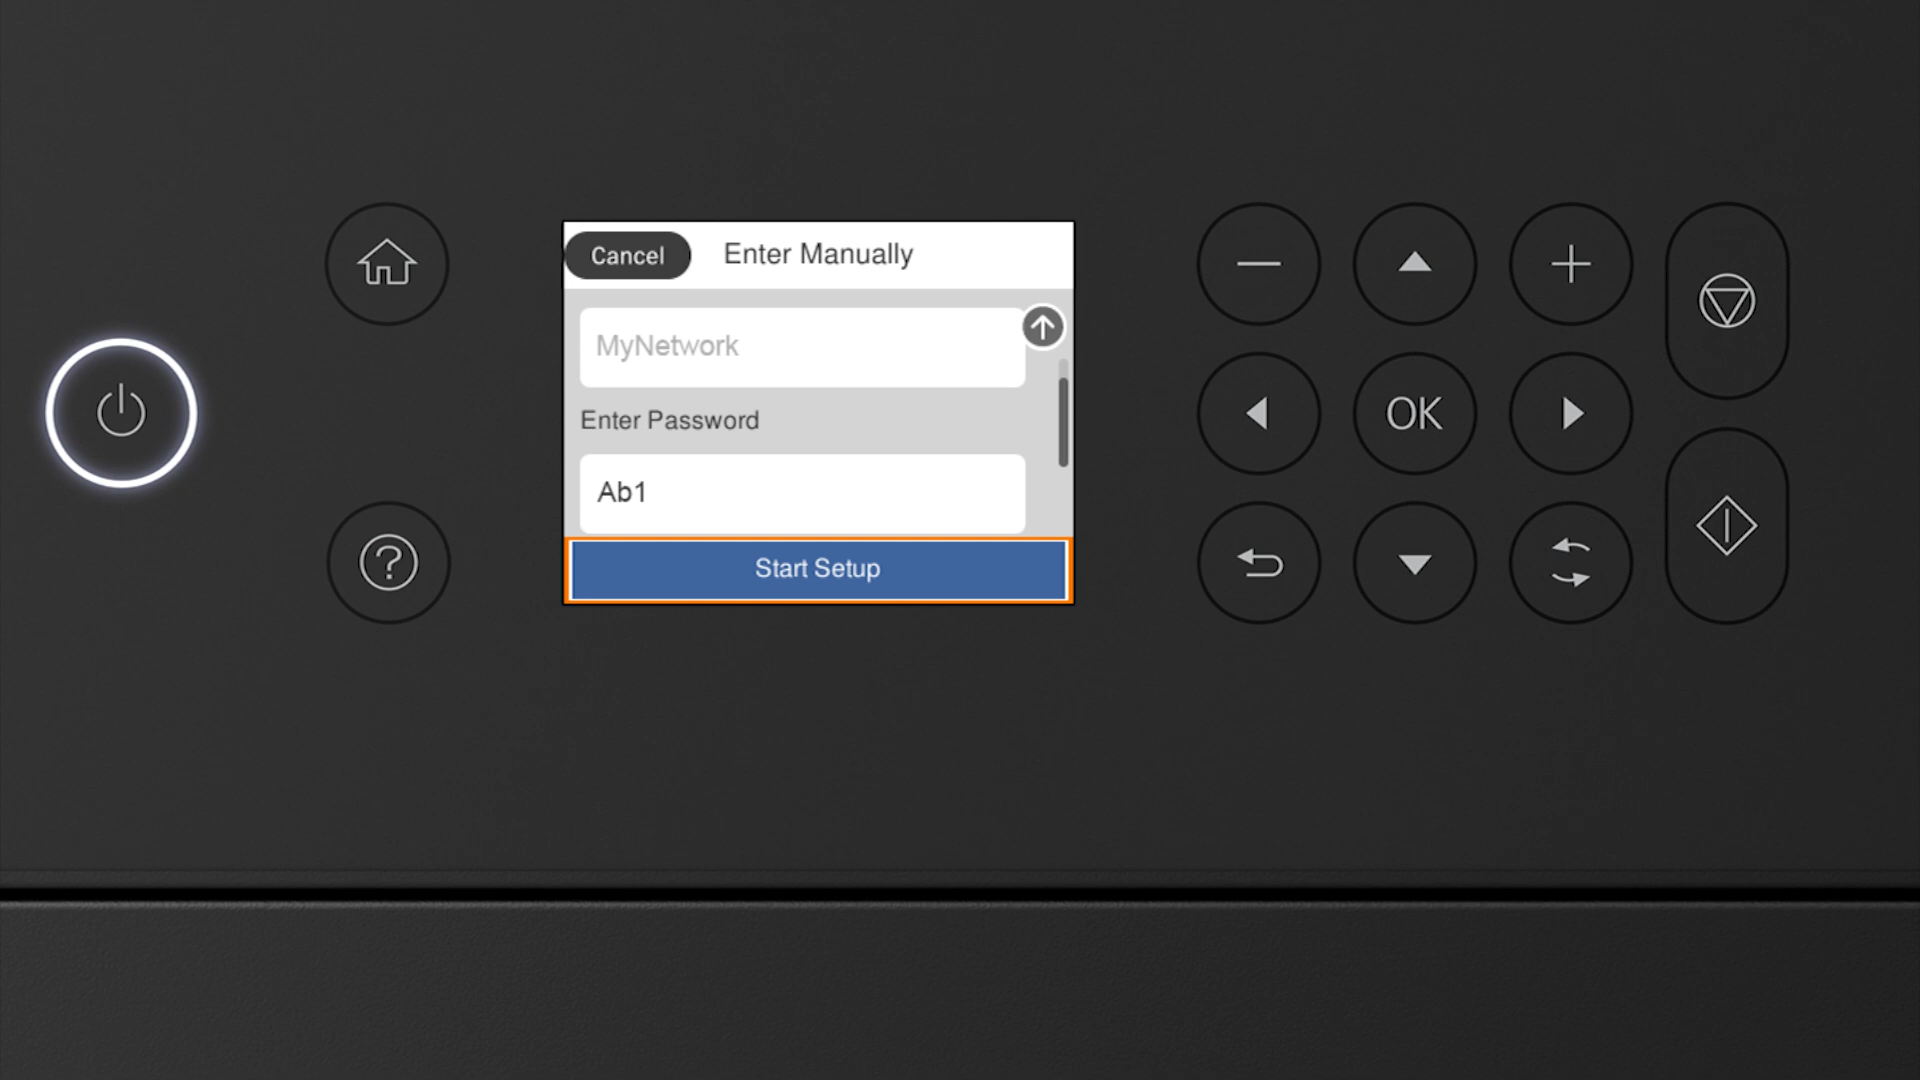 Cancel Enter Manually
MyNetwork
Enter Password
Ab1
Start Setup
OK